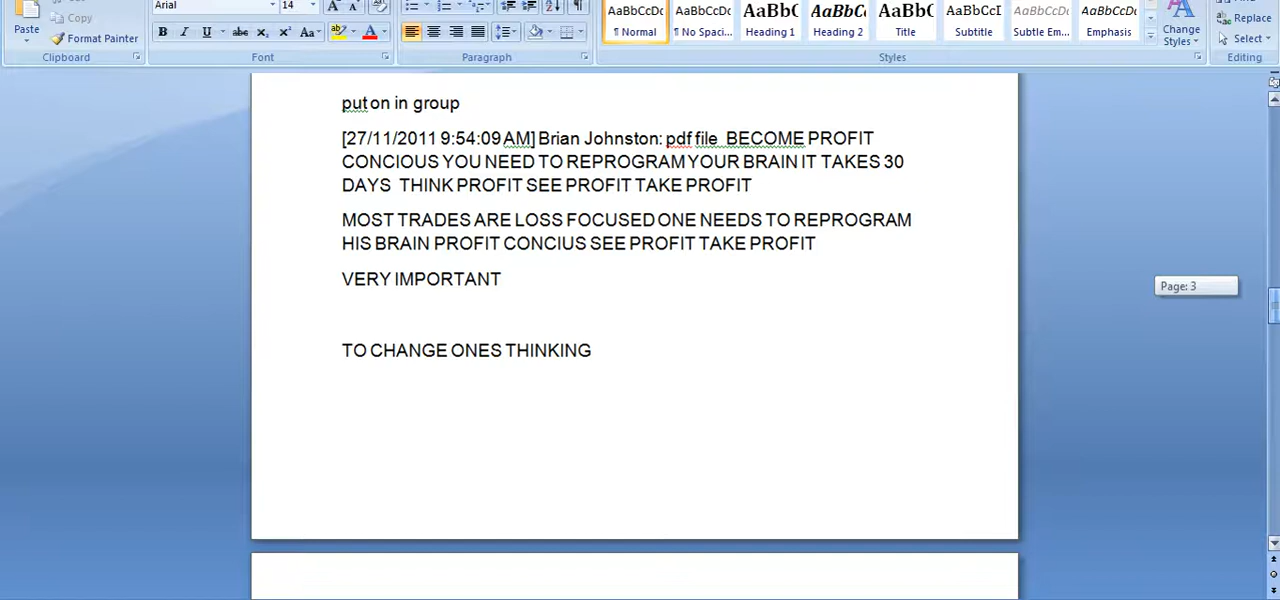 Arial 14
Paste
Copy
Format Painter
B I U abc X₂ X² Aa
Clipboard
Font
Paragraph
AaBbCcDc AaBbCcDc AaBbC AaBbCc AaBbC AaBbCcI AaBbCcDc AaBbCcDc
¶ Normal ¶ No Spaci... Heading 1 Heading 2 Title Subtitle Subtle Em... Emphasis
Change
Styles
Styles
Replace
Select
Editing
put on in group
[27/11/2011 9:54:09 AM] Brian Johnston: pdf file BECOME PROFIT
CONCIOUS YOU NEED TO REPROGRAM YOUR BRAIN IT TAKES 30
DAYS THINK PROFIT SEE PROFIT TAKE PROFIT
MOST TRADES ARE LOSS FOCUSED ONE NEEDS TO REPROGRAM
HIS BRAIN PROFIT CONCIUS SEE PROFIT TAKE PROFIT
VERY IMPORTANT
Page: 3
TO CHANGE ONES THINKING